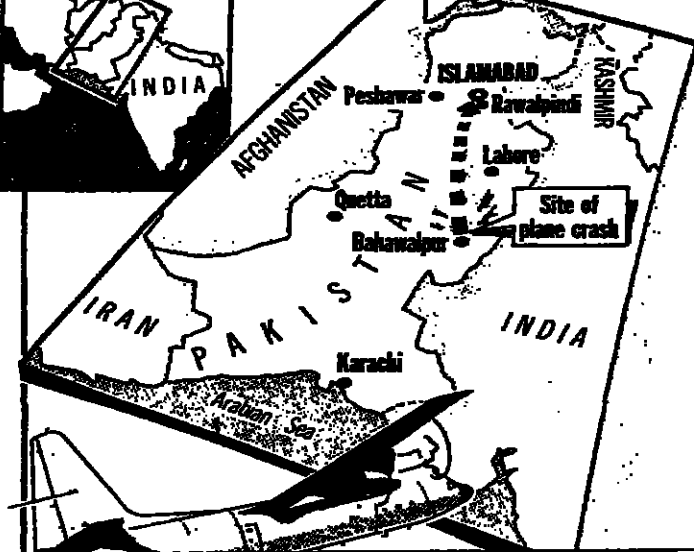 INDIA
AFGHANISTAN
ISLAMABAD
Peshawar
Rawalpindi
KASHMIR
Lahore
Quetta
Site of
plane crash
Bahawalpur
IRAN
PAKISTAN
INDIA
Karachi
Arabian Sea